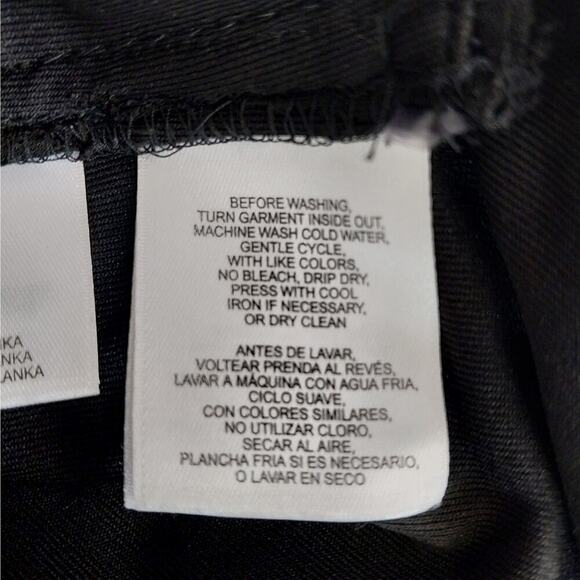 BEFORE WASHING,
TURN GARMENT INSIDE OUT,
MACHINE WASH COLD WATER,
GENTLE CYCLE,
WITH LIKE COLORS,
NO BLEACH, DRIP DRY,
PRESS WITH COOL
IRON IF NECESSARY,
OR DRY CLEAN
ANTES DE LAVAR,
VOLTEAR PRENDA AL REVÉS,
LAVAR A MÁQUINA CON AGUA FRIA,
CICLO SUAVE,
CON COLORES SIMILARES,
NO UTILIZAR CLORO,
SECAR AL AIRE,
PLANCHA FRIA SI ES NECESARIO,
O LAVAR EN SECO
KA
ANKA
LANKA